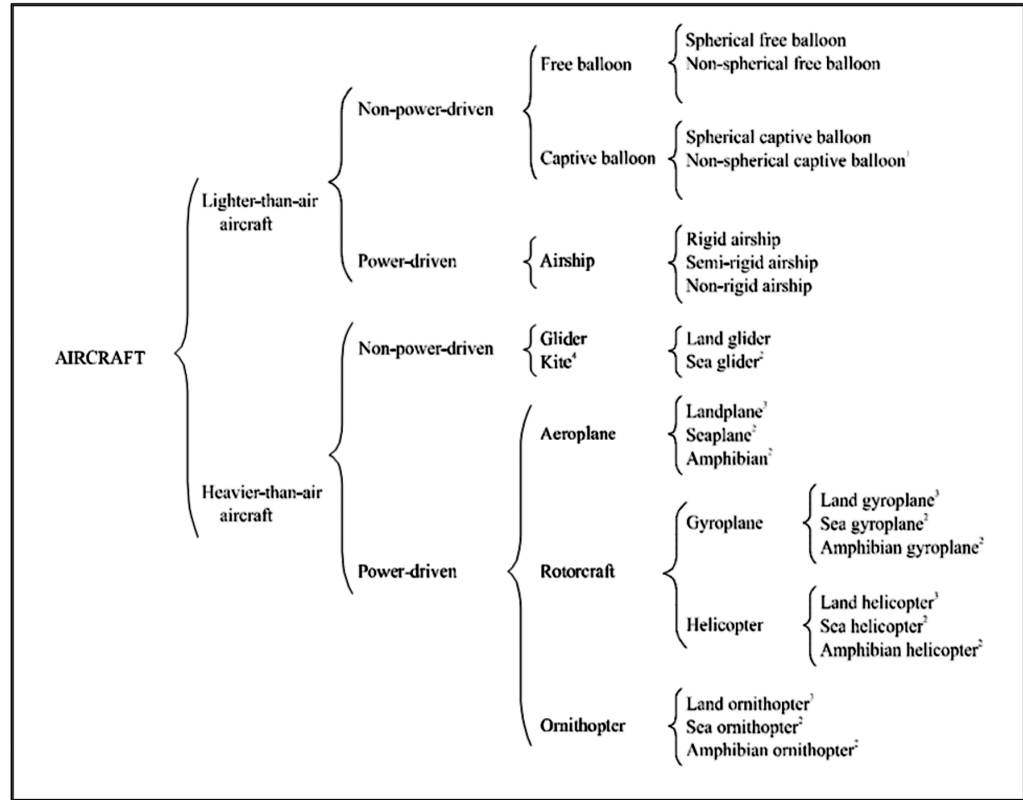 Spherical free balloon
Free balloon
Non-spherical free balloon
Non-power-driven
Spherical captive balloon
Captive balloon
Non-spherical captive balloon¹
Lighter-than-air
aircraft
Rigid airship
Power-driven
Airship
Semi-rigid airship
Non-rigid airship
AIRCRAFT
Non-power-driven
Glider
Kite⁴
Land glider
Sea glider²
Landplane³
Aeroplane
Seaplane²
Amphibian²
Heavier-than-air
aircraft
Land gyroplane³
Gyroplane
Sea gyroplane²
Amphibian gyroplane²
Power-driven
Rotorcraft
Land helicopter³
Helicopter
Sea helicopter²
Amphibian helicopter²
Land ornithopter³
Ornithopter
Sea ornithopter²
Amphibian ornithopter²